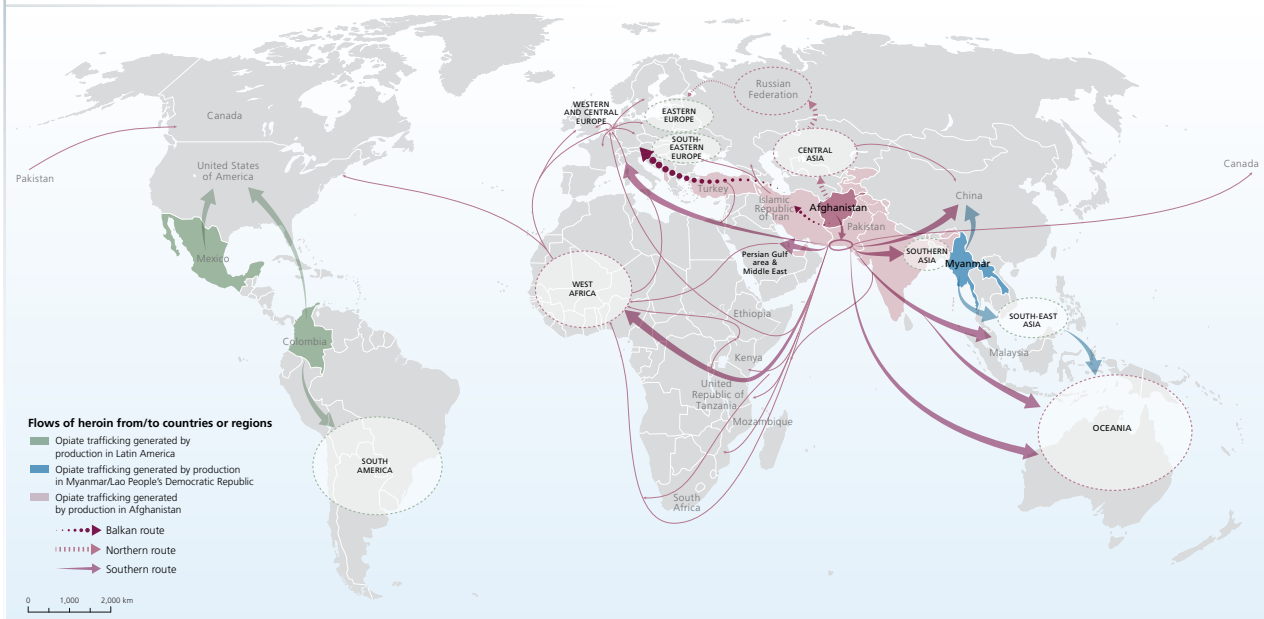 Russian
Federation
WESTERN
AND CENTRAL
EUROPE
EASTERN
EUROPE
Canada
SOUTH-
EASTERN
EUROPE
CENTRAL
ASIA
United States
of America
Pakistan
Canada
Turkey
China
Islamic
Republic
of Iran
Afghanistan
Pakistan
Mexico
Persian Gulf
area &
Middle East
SOUTHERN
ASIA
Myanmar
WEST
AFRICA
Ethiopia
SOUTH-EAST
ASIA
Colombia
Kenya
Malaysia
United
Republic of
Tanzania
Mozambique
OCEANIA
SOUTH
AMERICA
South
Africa
Flows of heroin from/to countries or regions
Opiate trafficking generated by
production in Latin America
Opiate trafficking generated by production
in Myanmar/Lao People's Democratic Republic
Opiate trafficking generated
by production in Afghanistan
Balkan route
Northern route
Southern route
0 1,000 2,000 km